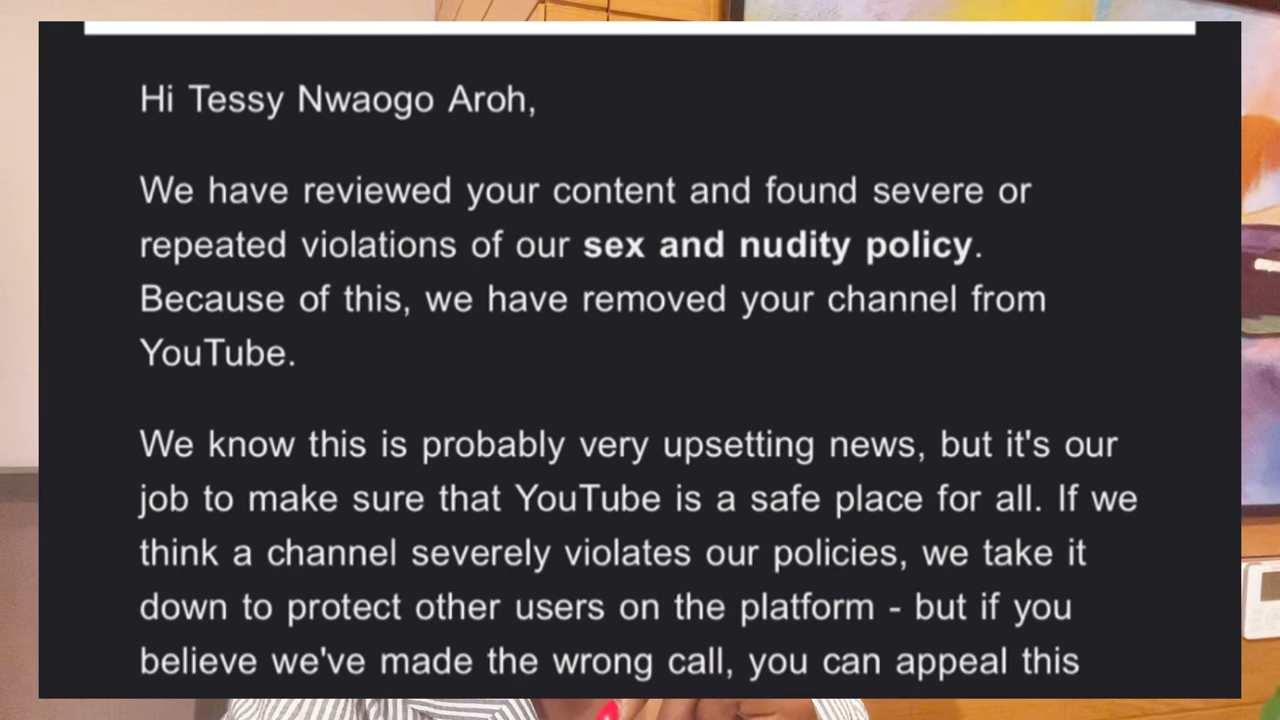 Hi Tessy Nwaogo Aroh,
We have reviewed your content and found severe or
repeated violations of our sex and nudity policy.
Because of this, we have removed your channel from
YouTube.
We know this is probably very upsetting news, but it's our
job to make sure that YouTube is a safe place for all. If we
think a channel severely violates our policies, we take it
down to protect other users on the platform - but if you
believe we've made the wrong call, you can appeal this